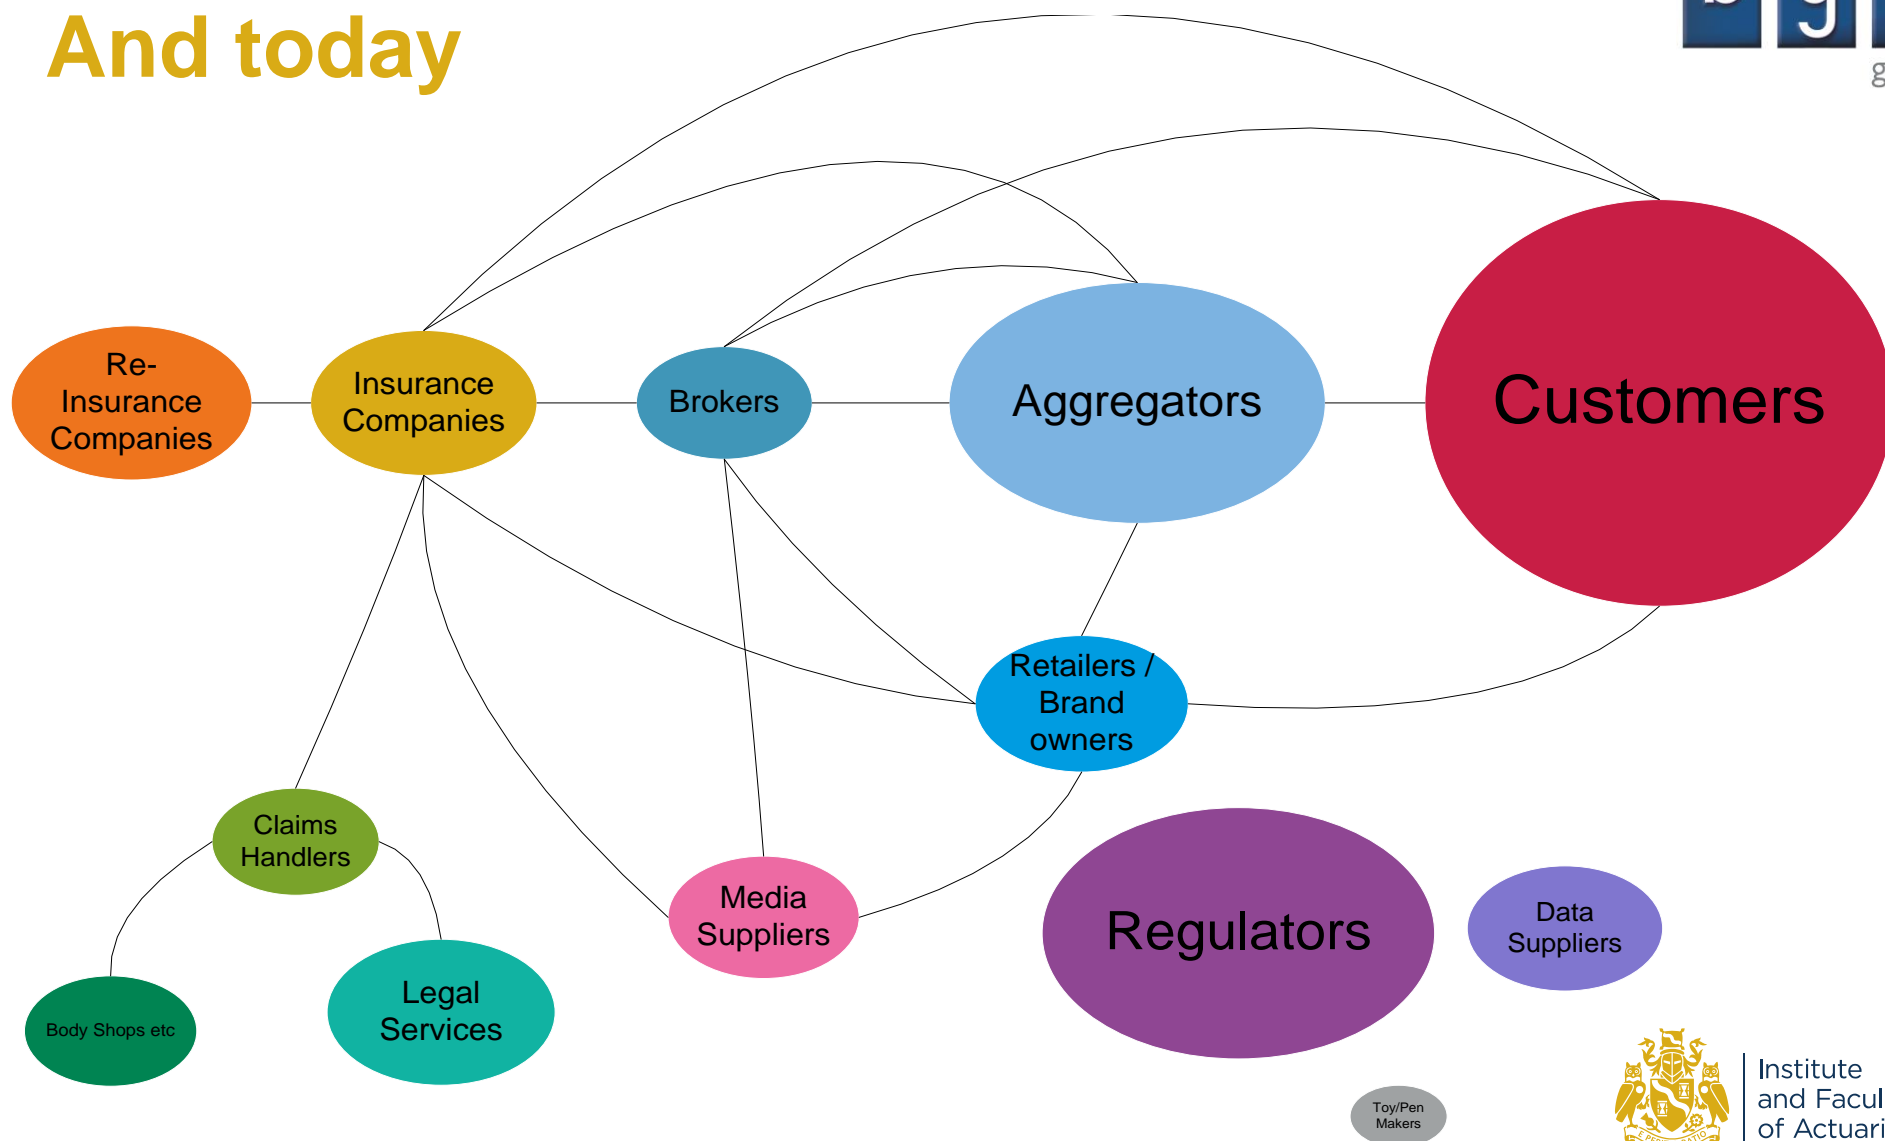 And today
Re-
Insurance
Companies
Insurance
Companies
Brokers
Aggregators
Customers
Retailers /
Brand
owners
Claims
Handlers
Media
Suppliers
Regulators
Data
Suppliers
Body Shops etc
Legal
Services
Toy/Pen
Makers
Institute
and Facul
of Actuari